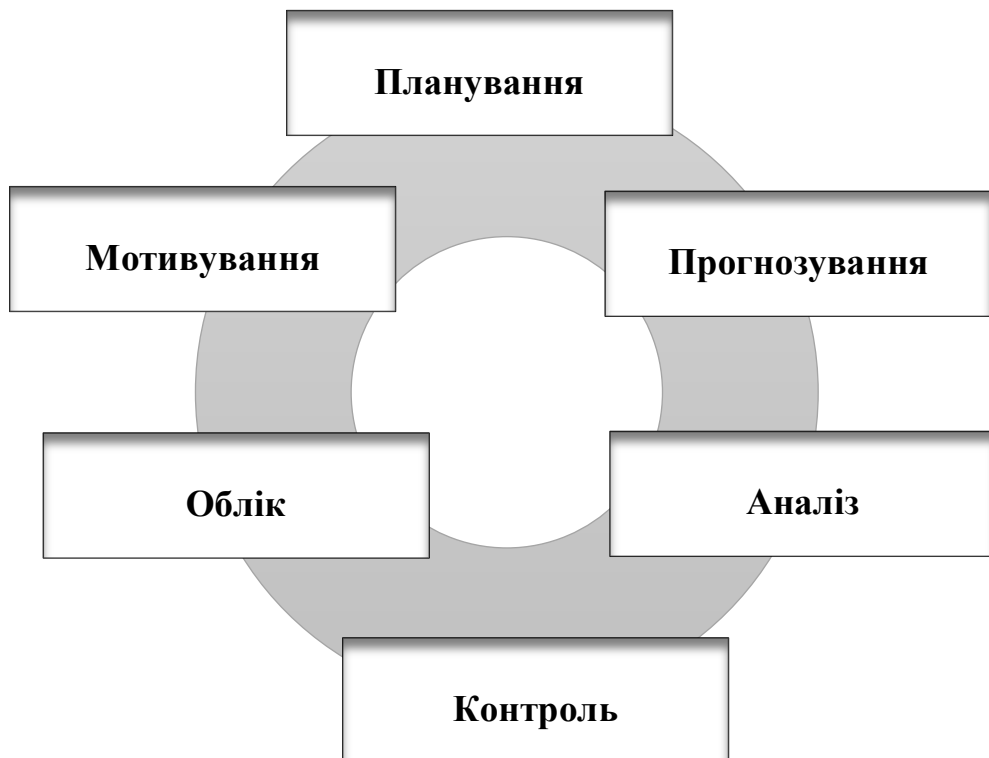 Планування
Мотивування
Прогнозування
Облік
Аналіз
Контроль